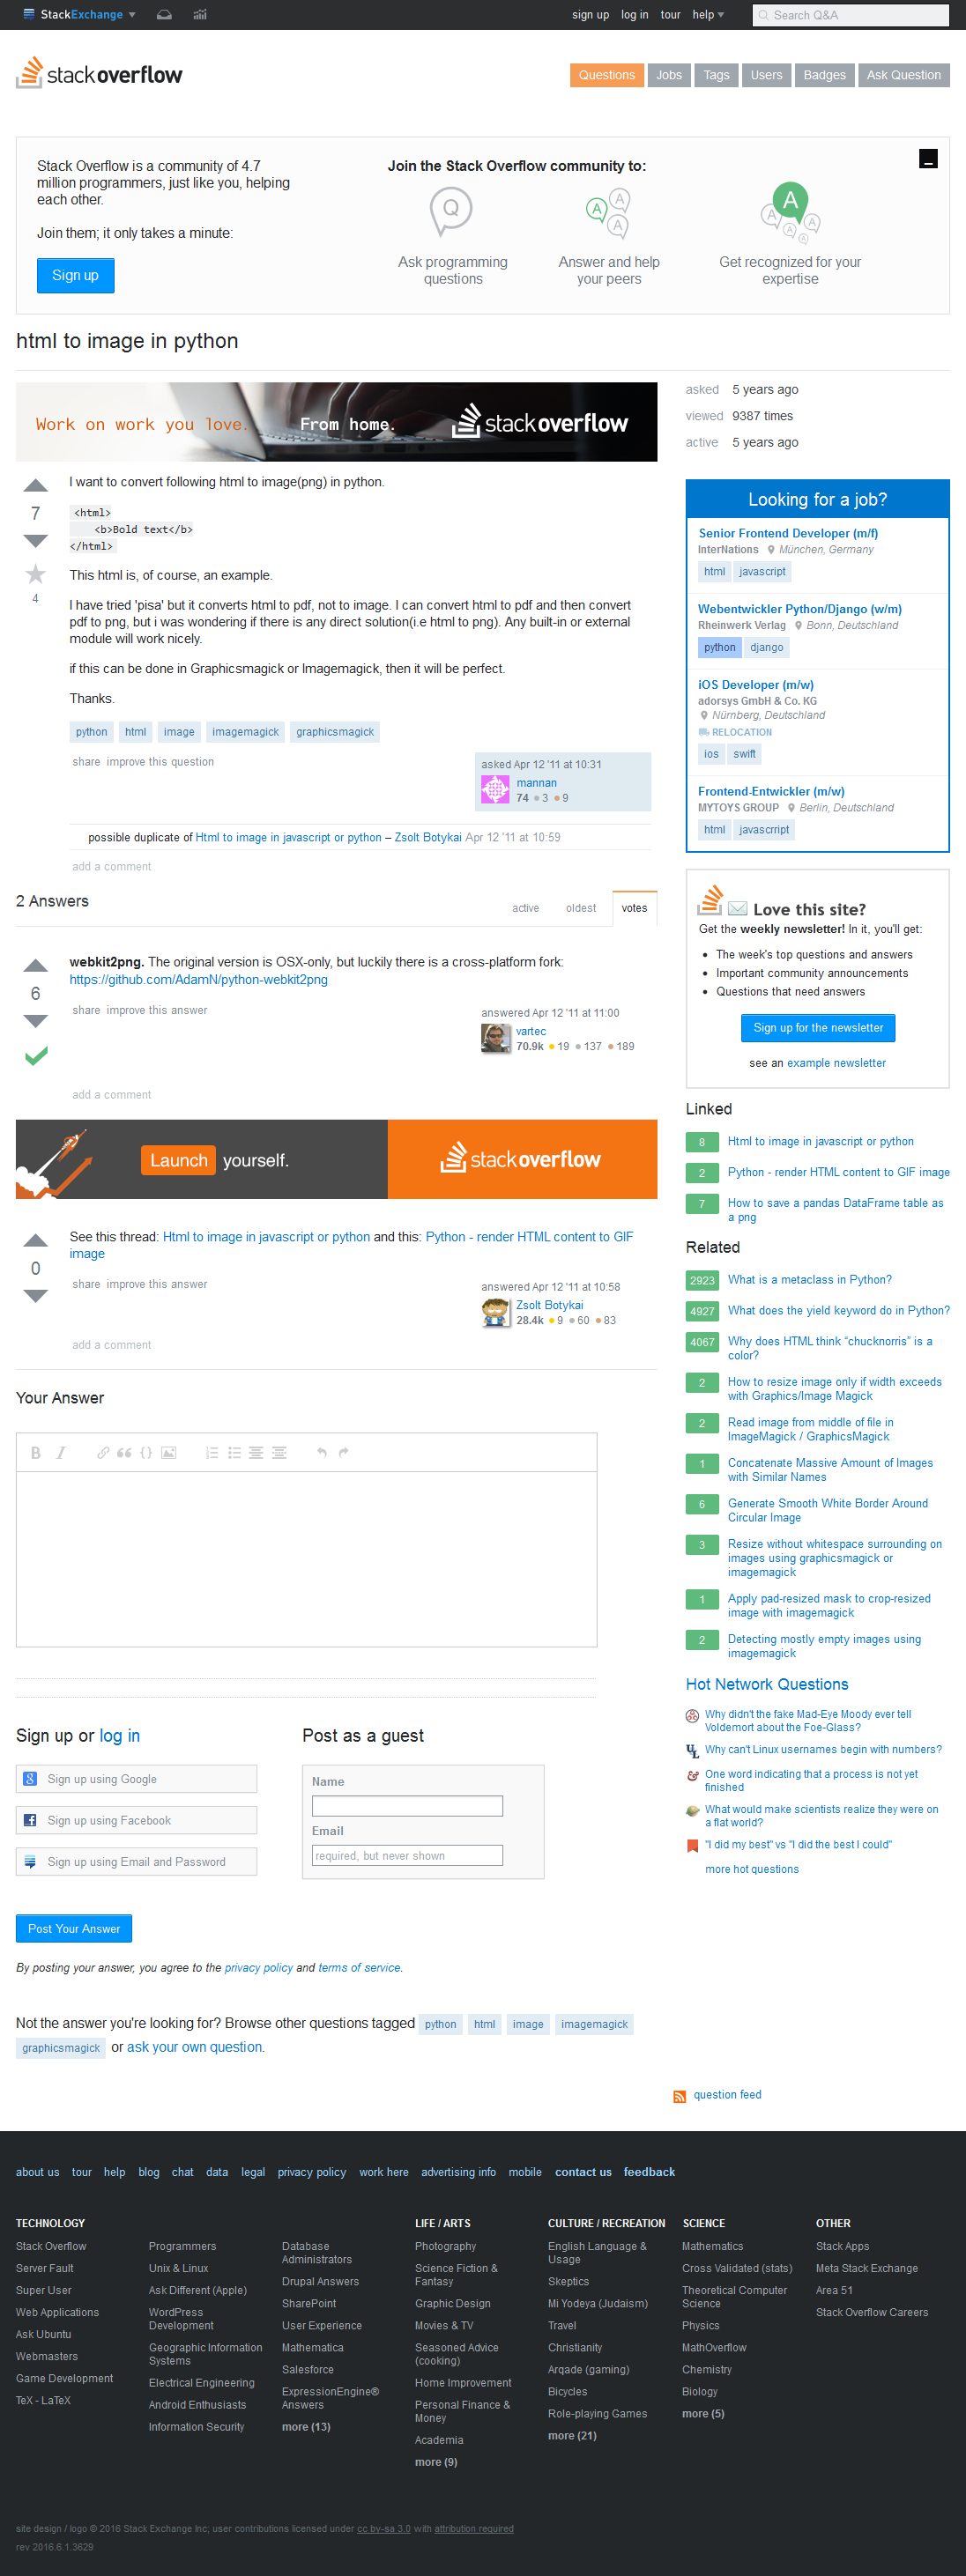 StackExchange
sign up log in tour help
Search Q&A
stackoverflow
Questions Jobs Tags Users Badges Ask Question
Stack Overflow is a community of 4.7
million programmers, just like you, helping
each other.
Join them; it only takes a minute:
Sign up
Join the Stack Overflow community to:
Q
Ask programming
questions
A A A
Answer and help
your peers
A A A A A
Get recognized for your
expertise
html to image in python
Work on work you love. From home. stackoverflow
7
4
I want to convert following html to image(png) in python.
<html>
<b>Bold text</b>
</html>
This html is, of course, an example.
I have tried 'pisa' but it converts html to pdf, not to image. I can convert html to pdf and then convert
pdf to png, but i was wondering if there is any direct solution(i.e html to png). Any built-in or external
module will work nicely.
if this can be done in Graphicsmagick or Imagemagick, then it will be perfect.
Thanks.
python html image imagemagick graphicsmagick
share improve this question
asked Apr 12 '11 at 10:31
mannan
74 3 9
possible duplicate of Html to image in javascript or python – Zsolt Botykai Apr 12 '11 at 10:59
add a comment
2 Answers
active oldest votes
6
webkit2png. The original version is OSX-only, but luckily there is a cross-platform fork:
https://github.com/AdamN/python-webkit2png
share improve this answer
answered Apr 12 '11 at 11:00
vartec
70.9k 19 137 189
add a comment
Launch yourself. stackoverflow
0
See this thread: Html to image in javascript or python and this: Python - render HTML content to GIF
image
share improve this answer
answered Apr 12 '11 at 10:58
Zsolt Botykai
28.4k 9 60 83
add a comment
Your Answer
B I
Sign up or log in
Sign up using Google
Sign up using Facebook
Sign up using Email and Password
Post as a guest
Name
Email
required, but never shown
Post Your Answer
By posting your answer, you agree to the privacy policy and terms of service.
Not the answer you're looking for? Browse other questions tagged python html image imagemagick
graphicsmagick or ask your own question.
asked 5 years ago
viewed 9387 times
active 5 years ago
Looking for a job?
Senior Frontend Developer (m/f)
InterNations München, Germany
html javascript
Webentwickler Python/Django (w/m)
Rheinwerk Verlag Bonn, Deutschland
python django
iOS Developer (m/w)
adorsys GmbH & Co. KG
Nürnberg, Deutschland
RELOCATION
ios swift
Frontend-Entwickler (m/w)
MYTOYS GROUP Berlin, Deutschland
html javascrript
Love this site?
Get the weekly newsletter! In it, you'll get:
• The week's top questions and answers
• Important community announcements
• Questions that need answers
Sign up for the newsletter
see an example newsletter
Linked
8 Html to image in javascript or python
2 Python - render HTML content to GIF image
7 How to save a pandas DataFrame table as
a png
Related
2923 What is a metaclass in Python?
4927 What does the yield keyword do in Python?
4067 Why does HTML think “chucknorris” is a
color?
2 How to resize image only if width exceeds
with Graphics/Image Magick
2 Read image from middle of file in
ImageMagick / GraphicsMagick
1 Concatenate Massive Amount of Images
with Similar Names
6 Generate Smooth White Border Around
Circular Image
3 Resize without whitespace surrounding on
images using graphicsmagick or
imagemagick
1 Apply pad-resized mask to crop-resized
image with imagemagick
2 Detecting mostly empty images using
imagemagick
Hot Network Questions
Why didn't the fake Mad-Eye Moody ever tell
Voldemort about the Foe-Glass?
Why can't Linux usernames begin with numbers?
One word indicating that a process is not yet
finished
What would make scientists realize they were on
a flat world?
"I did my best" vs "I did the best I could"
more hot questions
question feed
about us tour help blog chat data legal privacy policy work here advertising info mobile contact us feedback
TECHNOLOGY
Stack Overflow
Server Fault
Super User
Web Applications
Ask Ubuntu
Webmasters
Game Development
TeX - LaTeX
Programmers
Unix & Linux
Ask Different (Apple)
WordPress
Development
Geographic Information
Systems
Electrical Engineering
Android Enthusiasts
Information Security
Database
Administrators
Drupal Answers
SharePoint
User Experience
Mathematica
Salesforce
ExpressionEngine®
Answers
more (13)
LIFE / ARTS
Photography
Science Fiction &
Fantasy
Graphic Design
Movies & TV
Seasoned Advice
(cooking)
Home Improvement
Personal Finance &
Money
Academia
more (9)
CULTURE / RECREATION
English Language &
Usage
Skeptics
Mi Yodeya (Judaism)
Travel
Christianity
Arqade (gaming)
Bicycles
Role-playing Games
more (21)
SCIENCE
Mathematics
Cross Validated (stats)
Theoretical Computer
Science
Physics
MathOverflow
Chemistry
Biology
more (5)
OTHER
Stack Apps
Meta Stack Exchange
Area 51
Stack Overflow Careers
site design / logo © 2016 Stack Exchange Inc; user contributions licensed under cc by-sa 3.0 with attribution required
rev 2016.6.1.3629